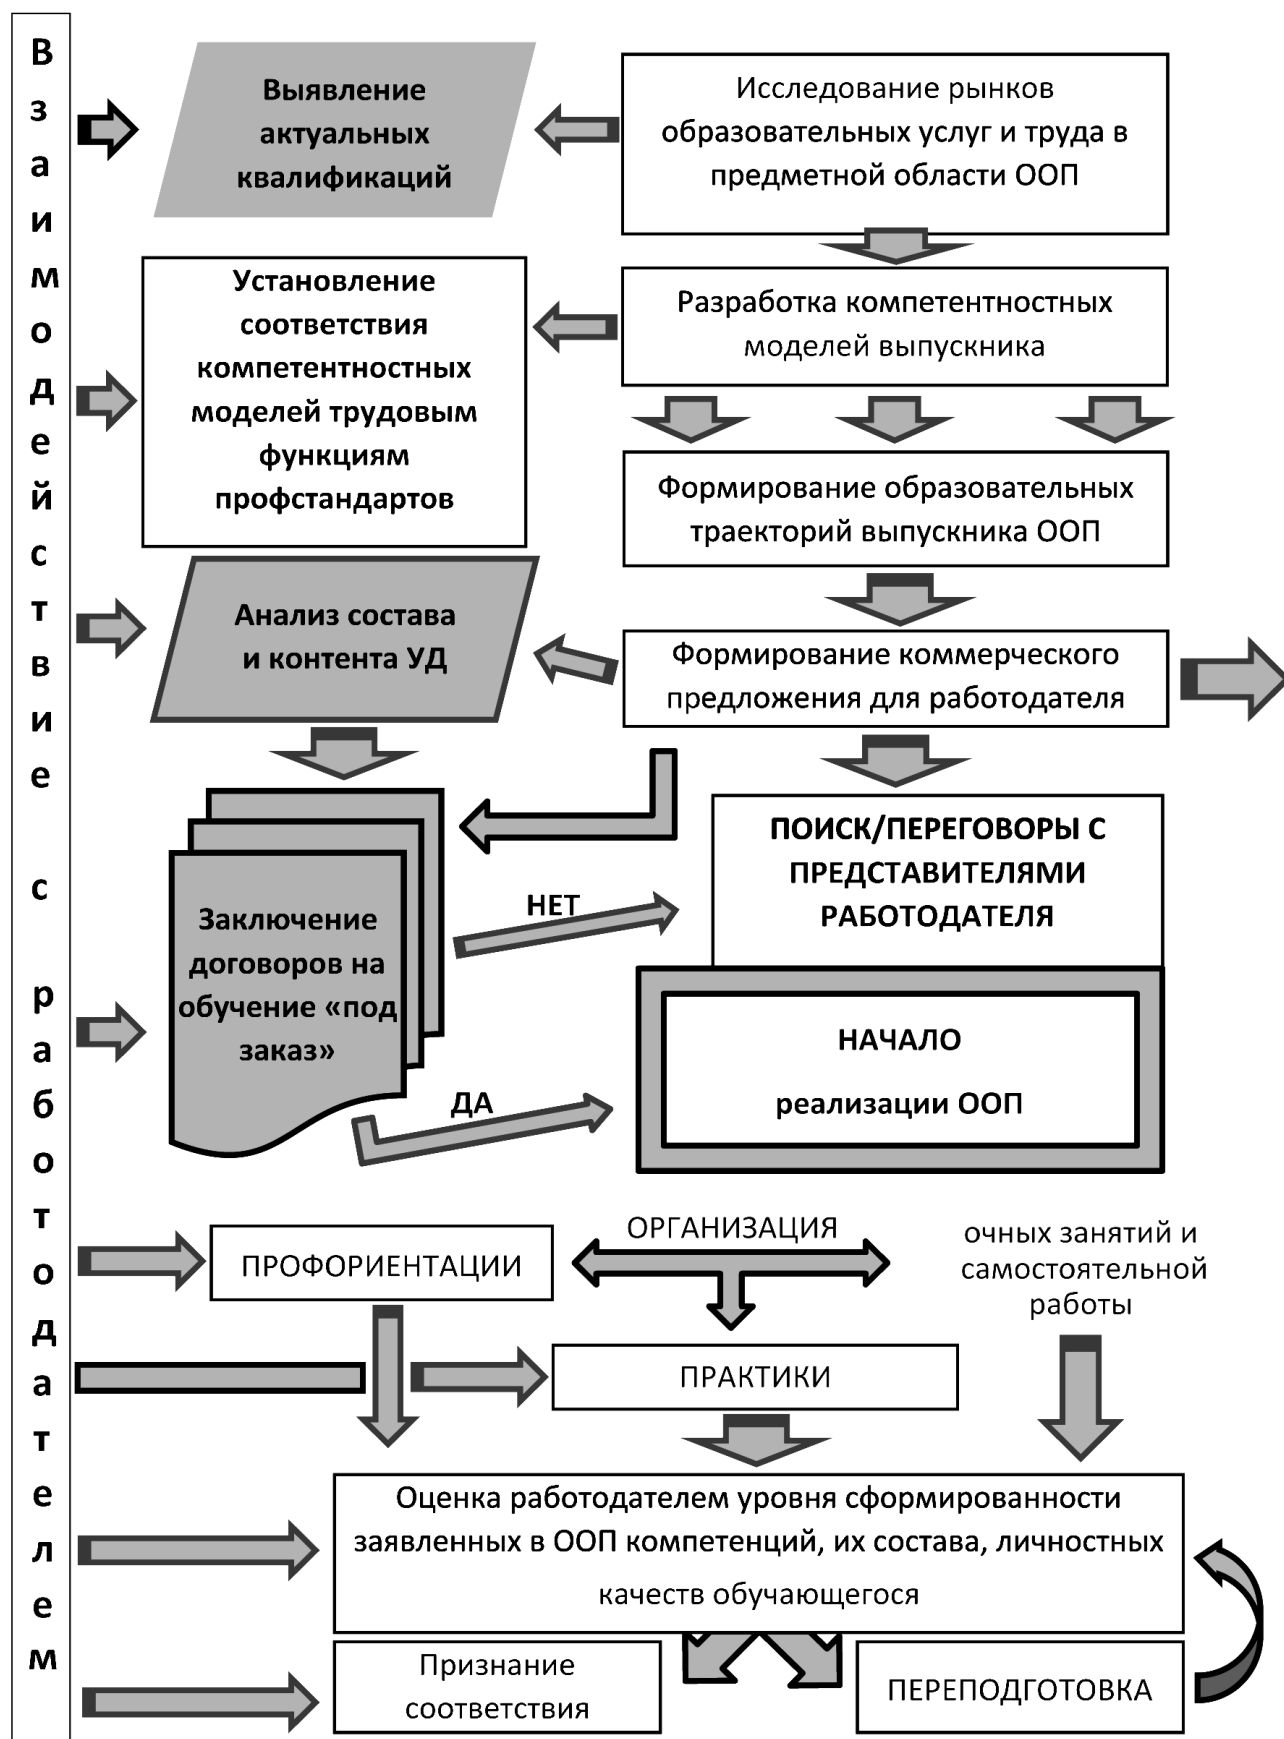 Взаимодействие с работодателем
Выявление
актуальных
квалификаций
Исследование рынков
образовательных услуг и труда в
предметной области ООП
Установление
соответствия
компетентностных
моделей трудовым
функциям
профстандартов
Разработка компетентностных
моделей выпускника
Формирование образовательных
траекторий выпускника ООП
Анализ состава
и контента УД
Формирование коммерческого
предложения для работодателя
ПОИСК/ПЕРЕГОВОРЫ С
ПРЕДСТАВИТЕЛЯМИ
РАБОТОДАТЕЛЯ
НЕТ
Заключение
договоров на
обучение «под
заказ»
НАЧАЛО
реализации ООП
ДА
ОРГАНИЗАЦИЯ
ПРОФОРИЕНТАЦИИ
очных занятий и
самостоятельной
работы
ПРАКТИКИ
Оценка работодателем уровня сформированности
заявленных в ООП компетенций, их состава, личностных
качеств обучающегося
Признание
соответствия
ПЕРЕПОДГОТОВКА